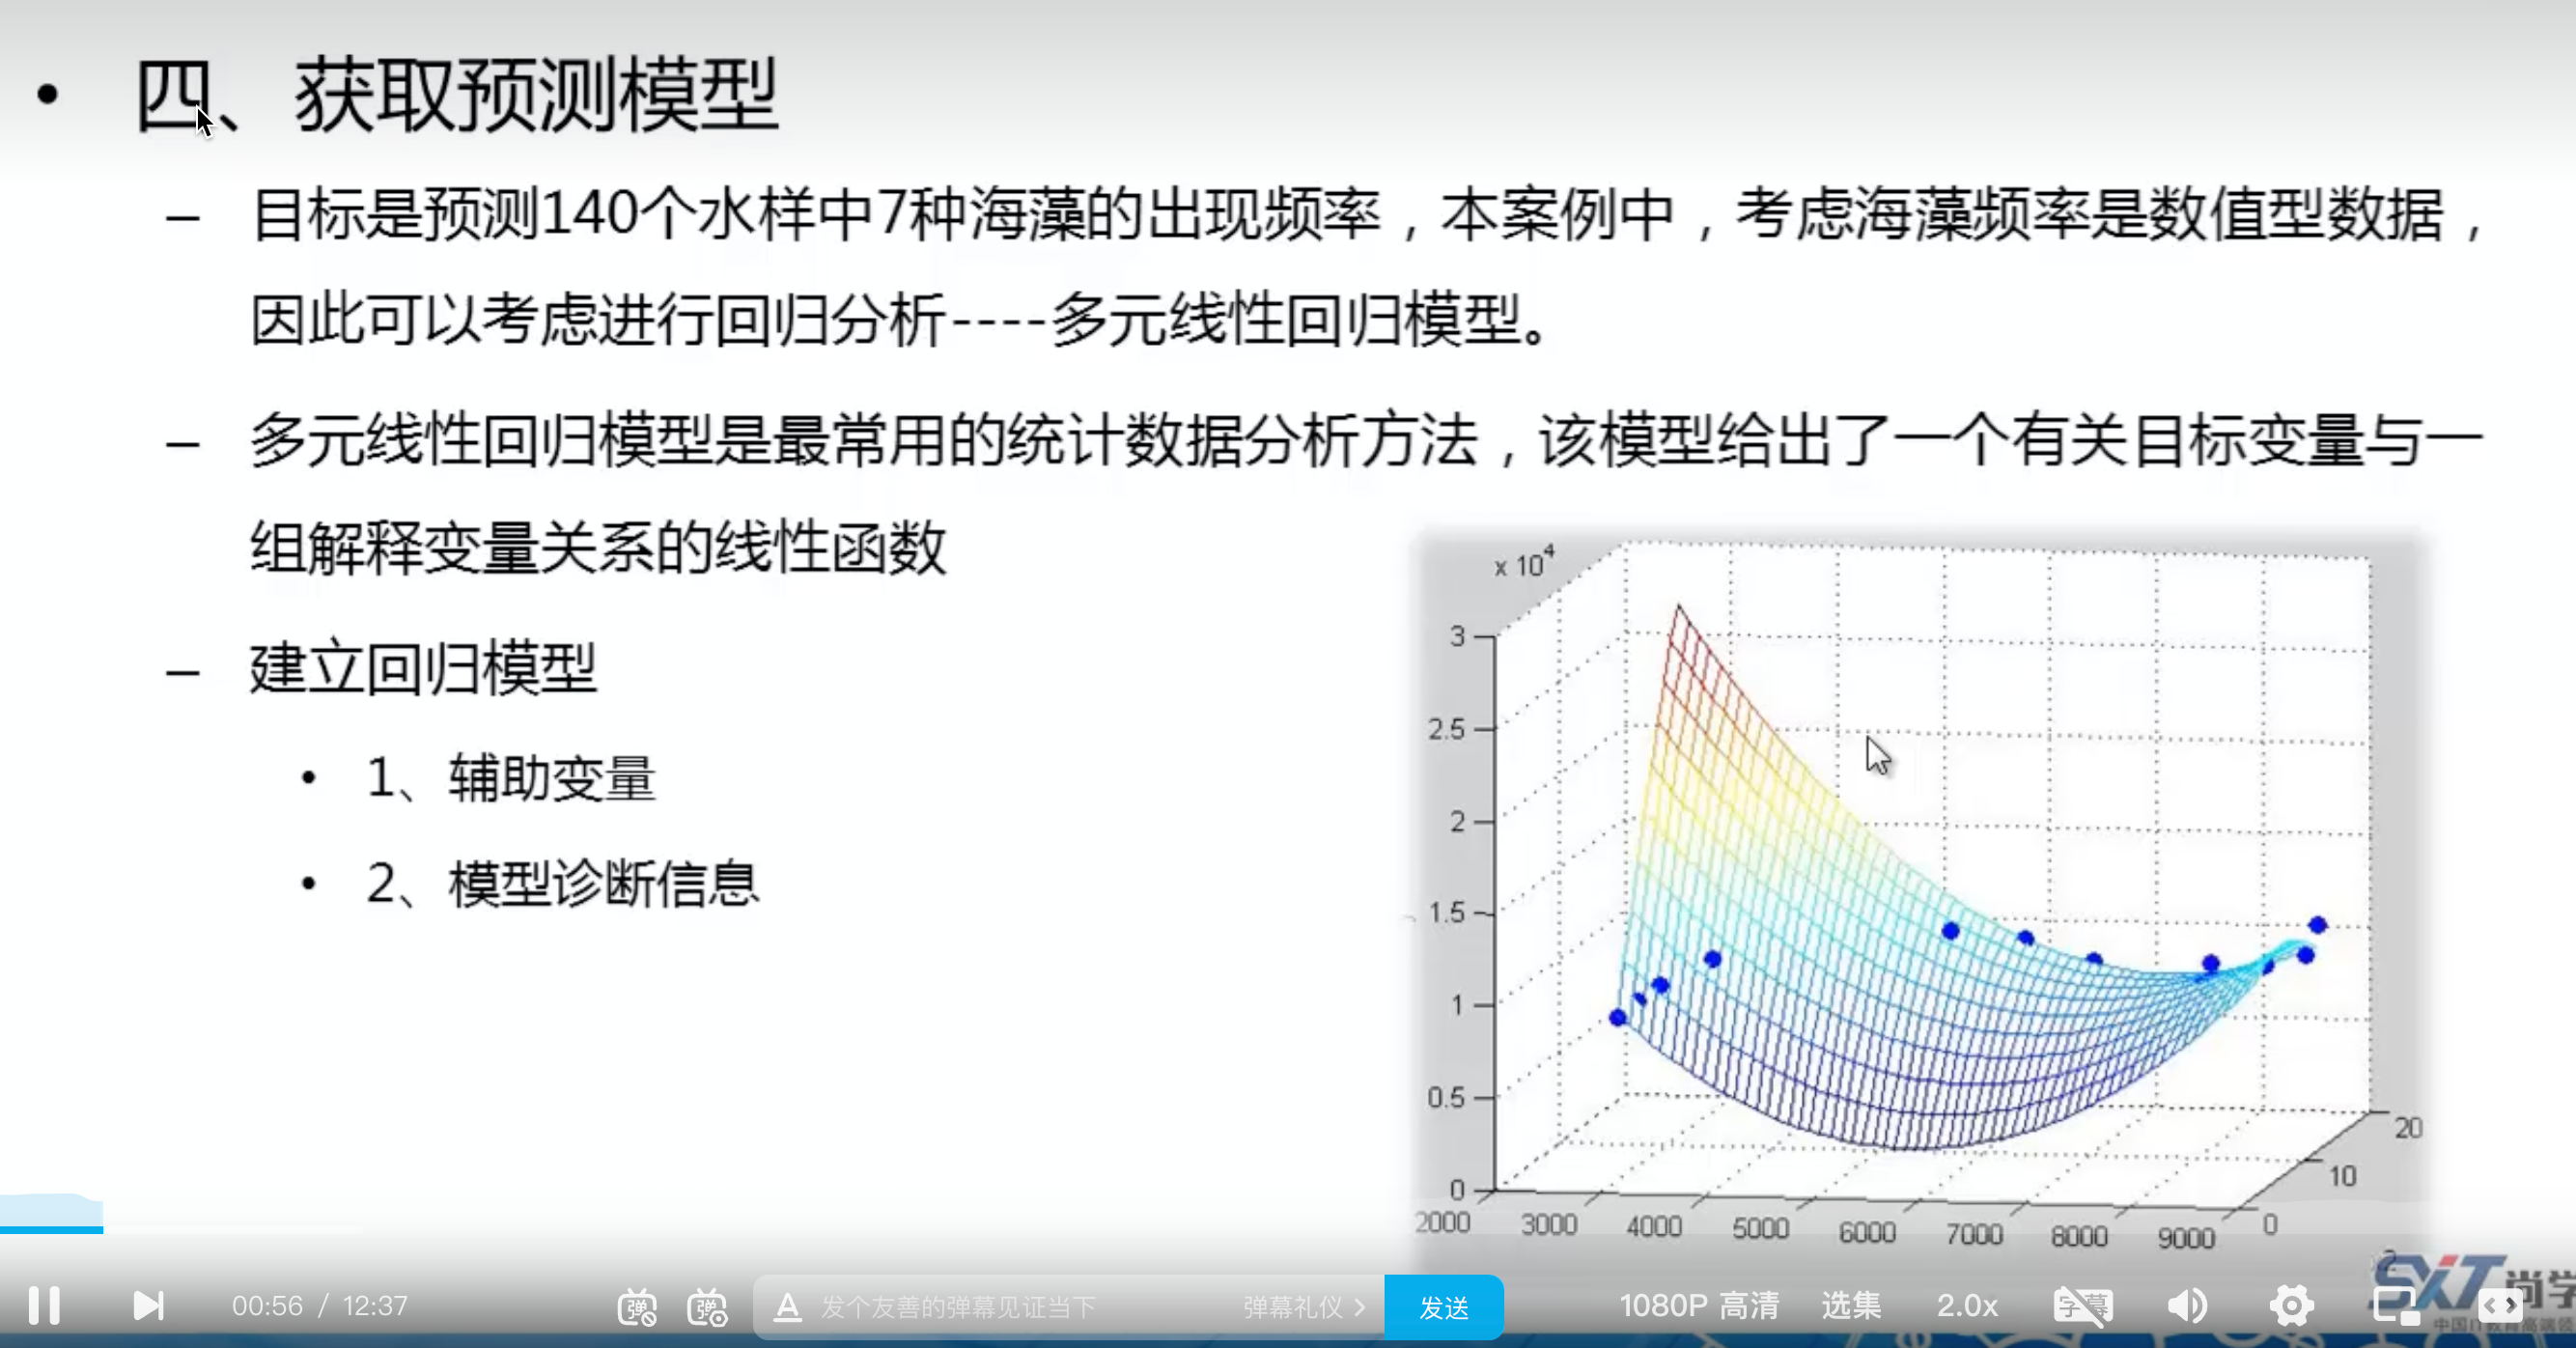 • 四、获取预测模型
– 目标是预测140个水样中7种海藻的出现频率，本案例中，考虑海藻频率是数值型数据，
因此可以考虑进行回归分析----多元线性回归模型。
– 多元线性回归模型是最常用的统计数据分析方法，该模型给出了一个有关目标变量与一
组解释变量关系的线性函数
– 建立回归模型
• 1、辅助变量
• 2、模型诊断信息
x 10⁴
3
2.5
2
1.5
1
0.5
0
2000 3000 4000 5000 6000 7000 8000 9000
0
10
20
SXT 尚学
00:56 / 12:37
弹 弹
A 发个友善的弹幕见证当下 弹幕礼仪 > 发送
1080P 高清 选集 2.0x 字幕